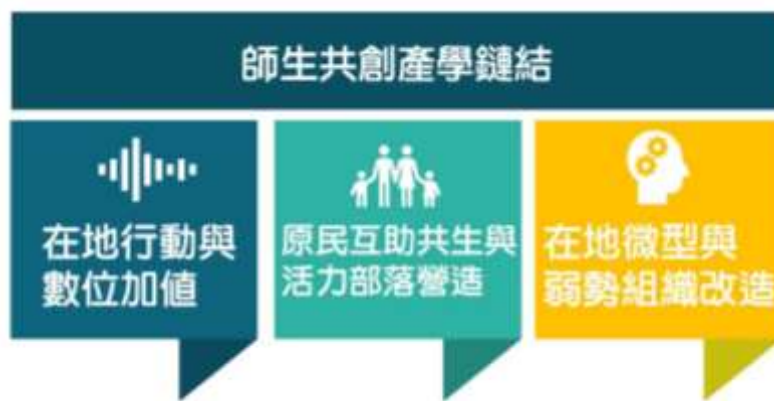 師生共創產學鏈結
在地行動與
數位加值
原民互助共生與
活力部落營造
在地微型與
弱勢組織改造